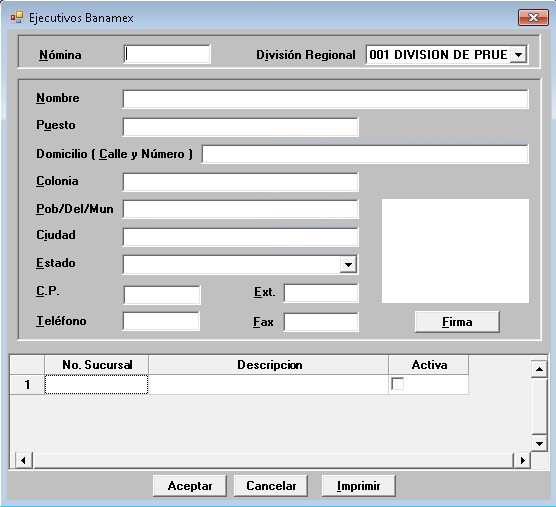 Ejecutivos Banamex
Nómina División Regional 001 DIVISION DE PRUE
Nombre
Puesto
Domicilio ( Calle y Número )
Colonia
Pob/Del/Mun
Ciudad
Estado
C.P. Ext.
Teléfono Fax Firma
No. Sucursal Descripcion Activa
1
Aceptar Cancelar Imprimir